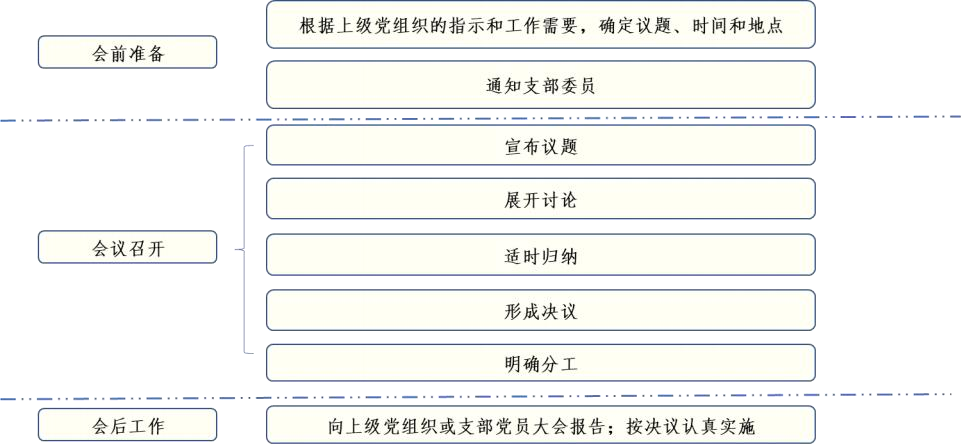 会前准备
根据上级党组织的指示和工作需要，确定议题、时间和地点
通知支部委员
会议召开
宣布议题
展开讨论
适时归纳
形成决议
明确分工
会后工作
向上级党组织或支部党员大会报告；按决议认真实施